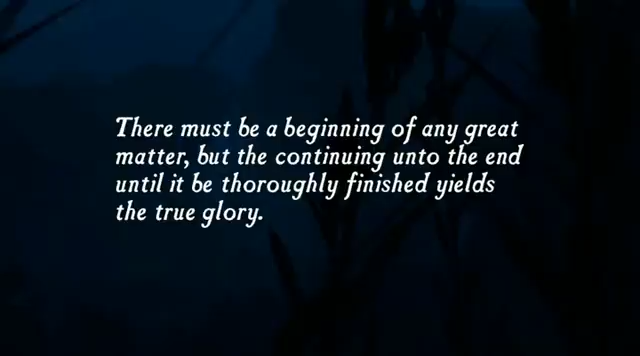 There must be a beginning of any great
matter, but the continuing unto the end
until it be thoroughly finished yields
the true glory.